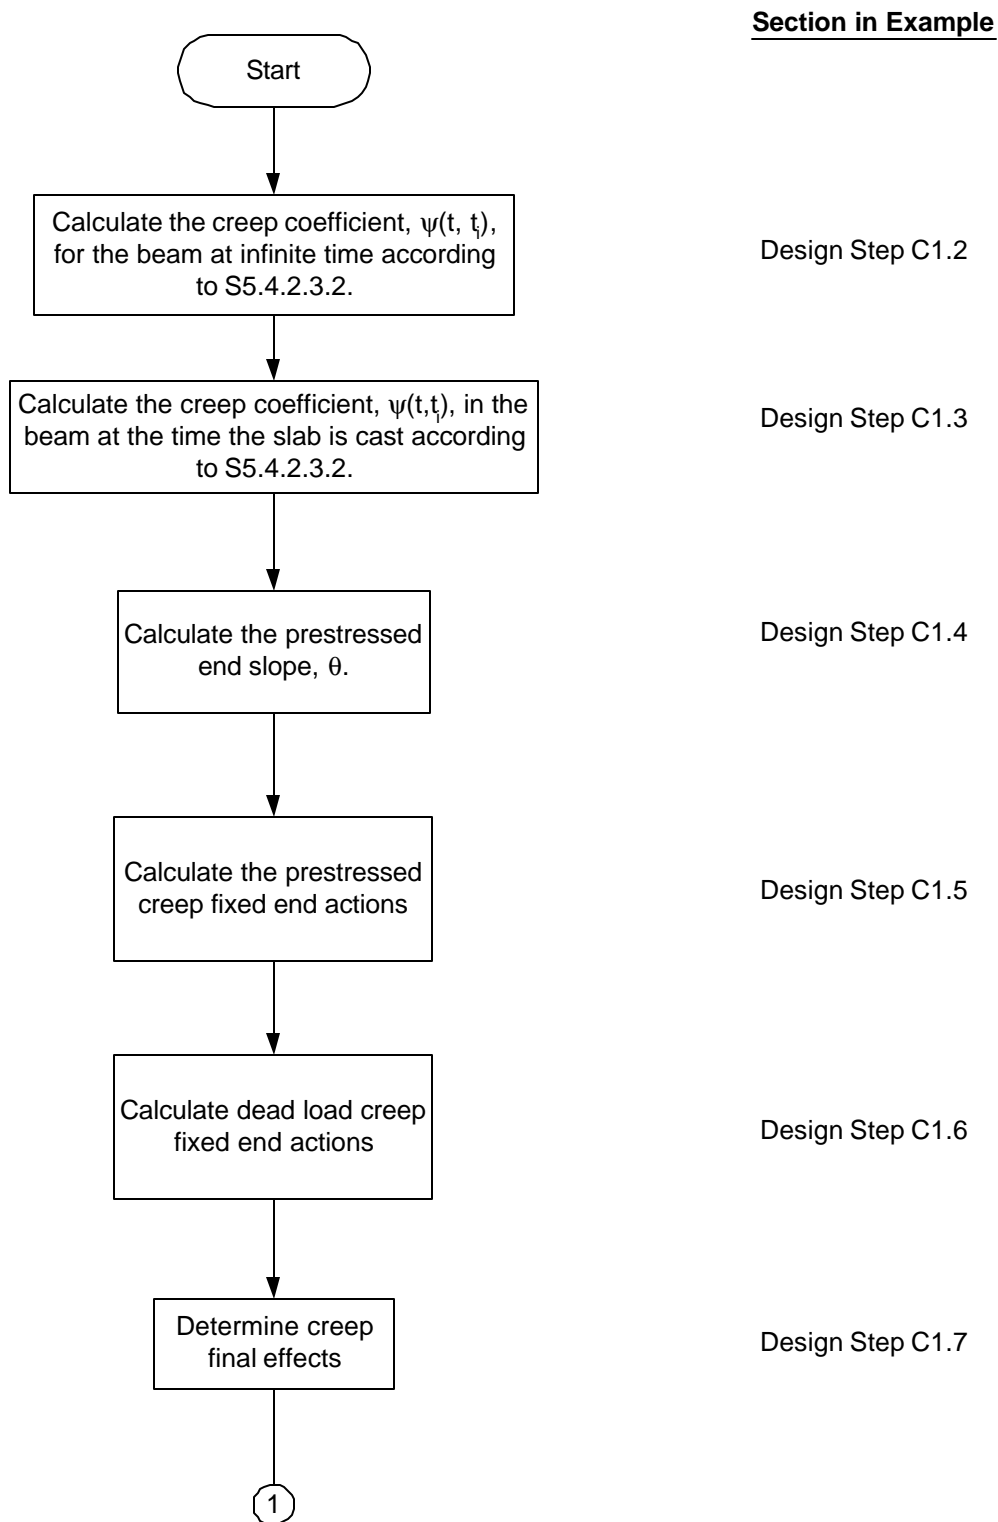 Section in Example
Start
Calculate the creep coefficient, ψ(t, tᵢ),
for the beam at infinite time according
to S5.4.2.3.2.
Design Step C1.2
Calculate the creep coefficient, ψ(t,tᵢ), in the
beam at the time the slab is cast according
to S5.4.2.3.2.
Design Step C1.3
Calculate the prestressed
end slope, θ.
Design Step C1.4
Calculate the prestressed
creep fixed end actions
Design Step C1.5
Calculate dead load creep
fixed end actions
Design Step C1.6
Determine creep
final effects
Design Step C1.7
1